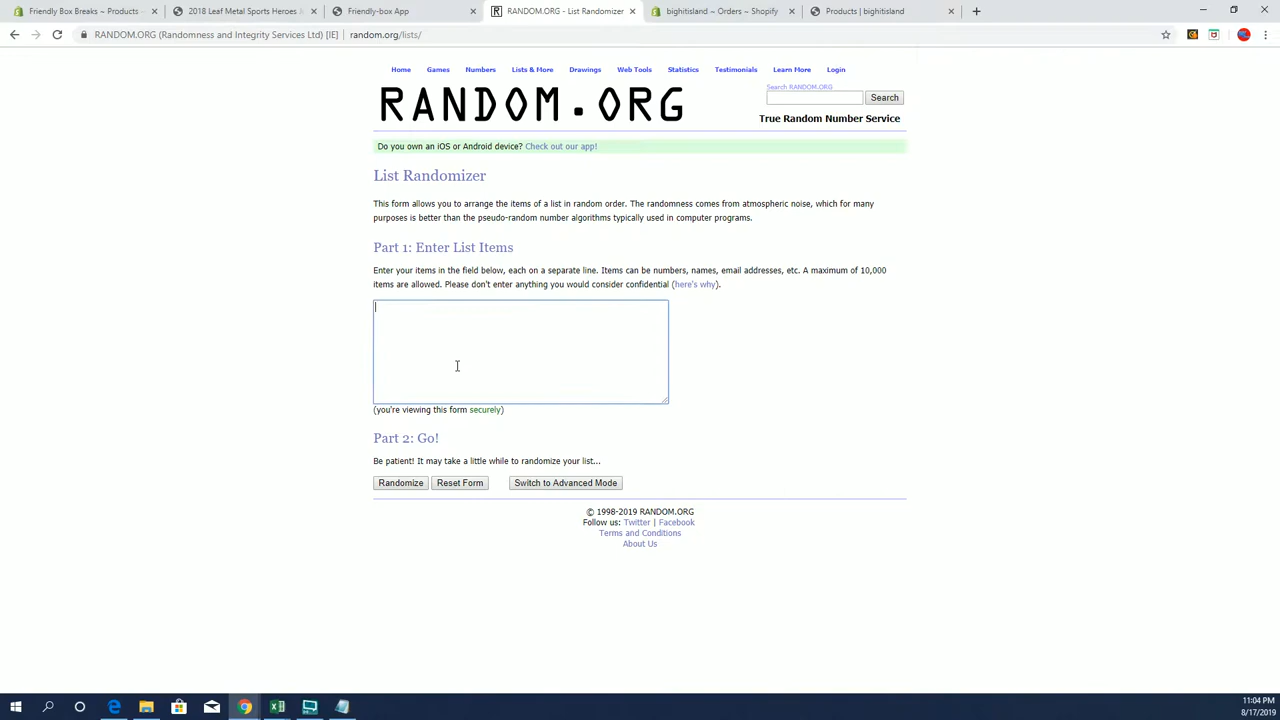 Friendly Box Breaks ~ Products
2018 Leaf Metal Sports Heroes
Friendly-box App
RANDOM.ORG - List Randomizer
bighitisland ~ Orders ~ Shopify
Products | bighitisland
RANDOM.ORG (Randomness and Integrity Services Ltd) [IE] | random.org/lists/
Home Games Numbers Lists & More Drawings Web Tools Statistics Testimonials Learn More Login
RANDOM.ORG
Search RANDOM.ORG
Search
True Random Number Service
Do you own an iOS or Android device? Check out our app!
List Randomizer
This form allows you to arrange the items of a list in random order. The randomness comes from atmospheric noise, which for many
purposes is better than the pseudo-random number algorithms typically used in computer programs.
Part 1: Enter List Items
Enter your items in the field below, each on a separate line. Items can be numbers, names, email addresses, etc. A maximum of 10,000
items are allowed. Please don't enter anything you would consider confidential (here's why).
(you're viewing this form securely)
Part 2: Go!
Be patient! It may take a little while to randomize your list...
Randomize Reset Form Switch to Advanced Mode
© 1998-2019 RANDOM.ORG
Follow us: Twitter | Facebook
Terms and Conditions
About Us
11:04 PM
8/17/2019